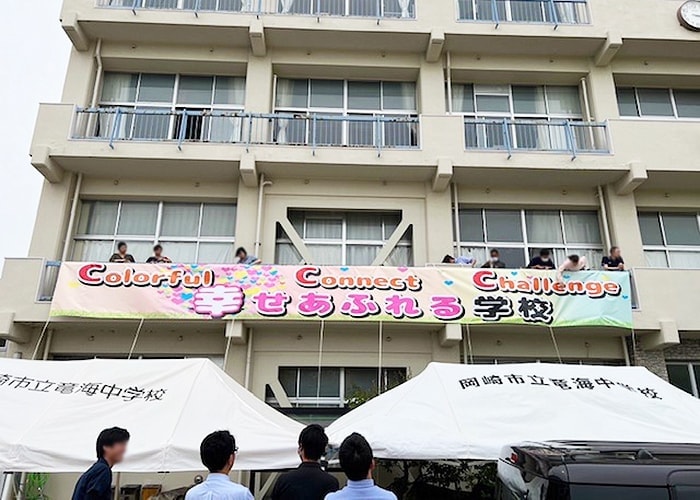 Colorful Connect Challenge
幸せあふれる学校
崎市立竜海中学校
岡崎市立竜海中学校